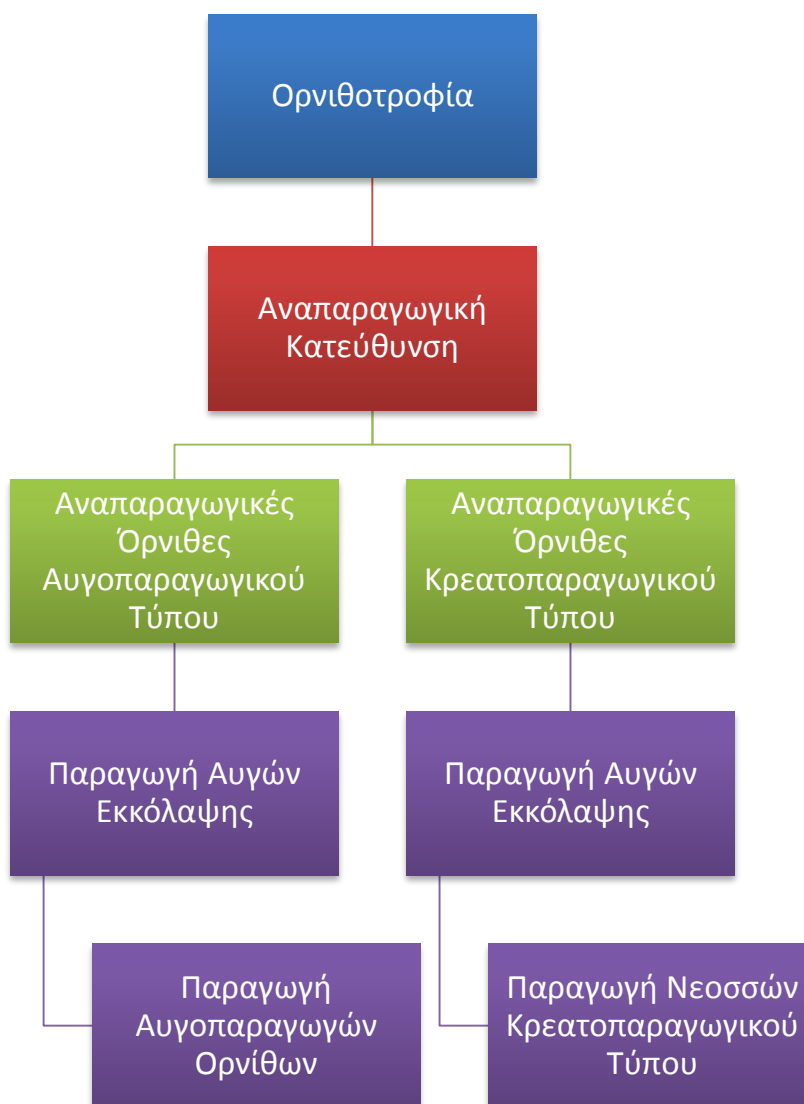 Ορνιθοτροφία
Αναπαραγωγική
Κατεύθυνση
Αναπαραγωγικές
Όρνιθες
Αυγοπαραγωγικού
Τύπου
Αναπαραγωγικές
Όρνιθες
Κρεατοπαραγωγικού
Τύπου
Παραγωγή Αυγών
Εκκόλαψης
Παραγωγή Αυγών
Εκκόλαψης
Παραγωγή
Αυγοπαραγωγών
Ορνίθων
Παραγωγή Νεοσσών
Κρεατοπαραγωγικού
Τύπου